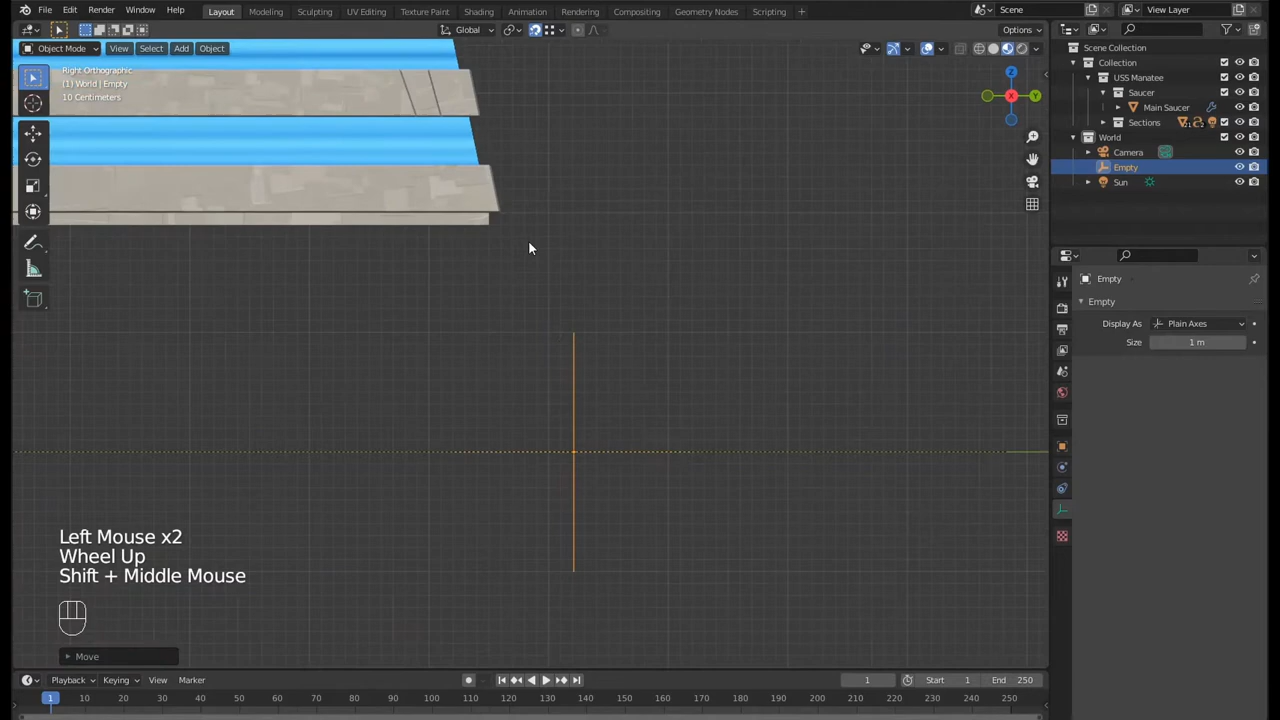 File Edit Render Window Help Layout Modeling Sculpting UV Editing Texture Paint Shading Animation Rendering Compositing Geometry Nodes Scripting + Scene View Layer
Global Options
Object Mode View Select Add Object
Right Orthographic
(1) World | Empty
10 Centimeters
Z
X
Y
Scene Collection
Collection
USS Manatee
Saucer
Main Saucer
Sections
World
Camera
Empty
Sun
Empty
Empty
Display As Plain Axes
Size 1 m
Left Mouse x2
Wheel Up
Shift + Middle Mouse
Move
Playback Keying View Marker 1 Start 1 End 250
1 10 20 30 40 50 60 70 80 90 100 110 120 130 140 150 160 170 180 190 200 210 220 230 240 250